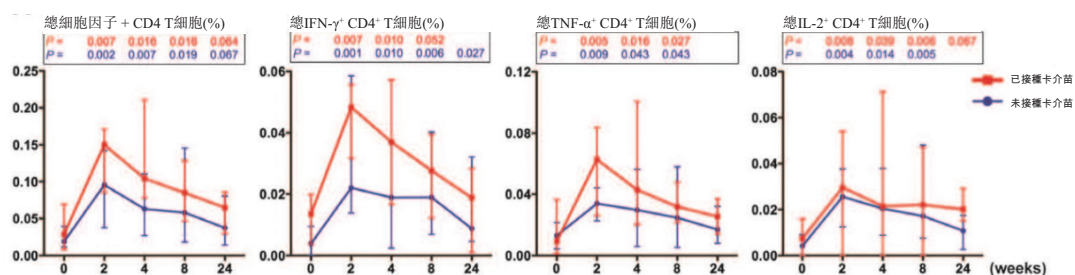 總細胞因子 + CD4 T細胞(%)
P = 0.007 0.016 0.016 0.064
P = 0.002 0.007 0.019 0.067
0.25
0.20
0.15
0.10
0.05
0.00
0 2 4 8 24
總IFN-γ⁺ CD4⁺ T細胞(%)
P = 0.007 0.010 0.052
P = 0.001 0.010 0.006 0.027
0.06
0.04
0.02
0.00
0 2 4 8 24
總TNF-α⁺ CD4⁺ T細胞(%)
P = 0.005 0.016 0.027
P = 0.009 0.043 0.043
0.12
0.08
0.04
0.00
0 2 4 8 24
總IL-2⁺ CD4⁺ T細胞(%)
P = 0.008 0.039 0.006 0.067
P = 0.004 0.014 0.005
0.08
0.06
0.04
0.02
0.00
0 2 4 8 24 (weeks)
已接種卡介苗
未接種卡介苗